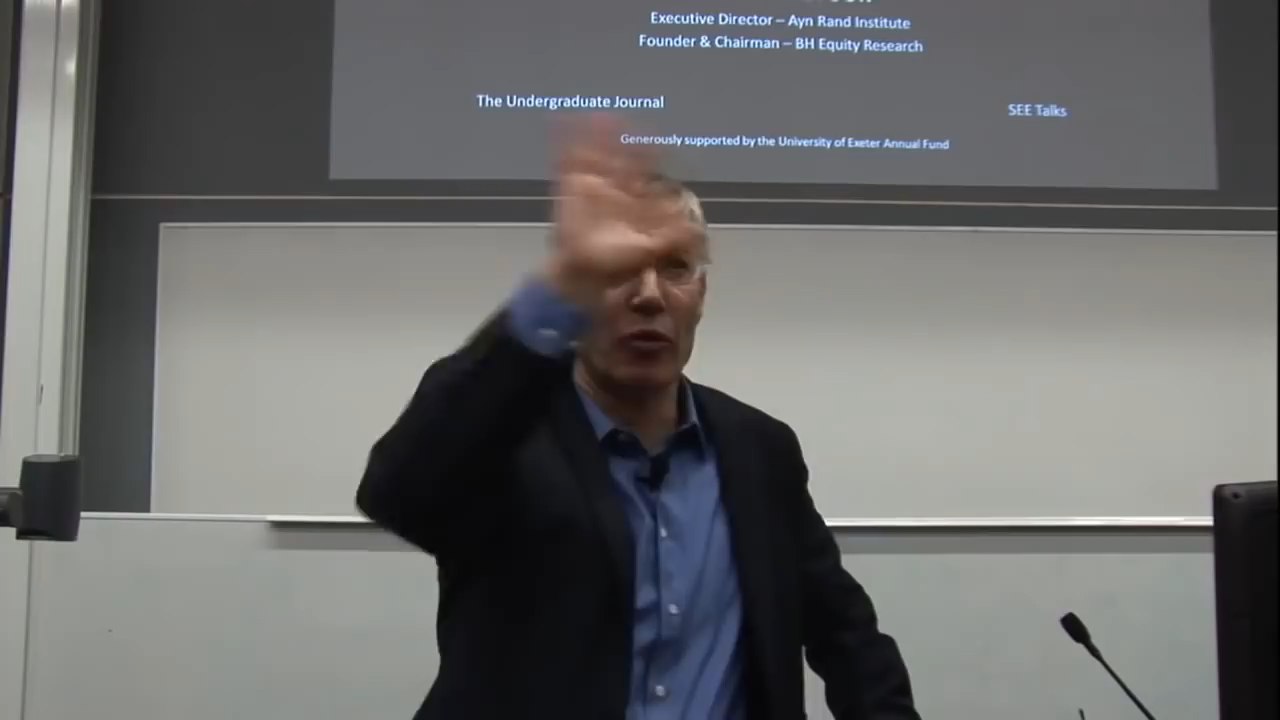 Executive Director – Ayn Rand Institute
Founder & Chairman – BH Equity Research
The Undergraduate Journal
SEE Talks
Generously supported by the University of Exeter Annual Fund